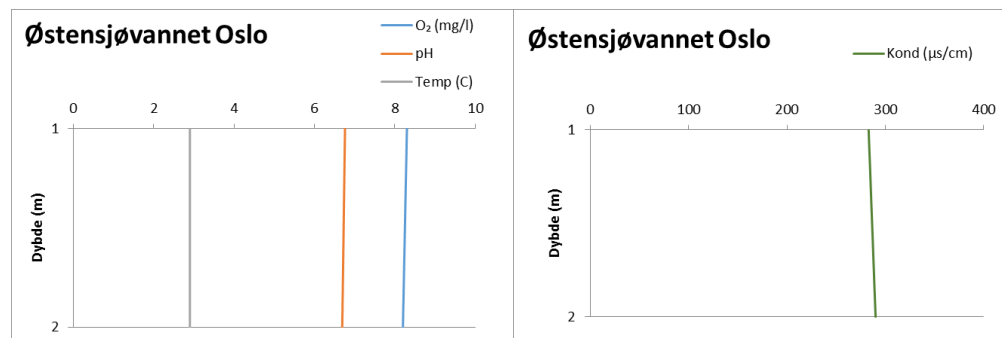 Østensjøvannet Oslo
O₂ (mg/l)
pH
Temp (C)
0 2 4 6 8 10
1
2
Dybde (m)
Østensjøvannet Oslo
Kond (µs/cm)
0 100 200 300 400
1
2
Dybde (m)